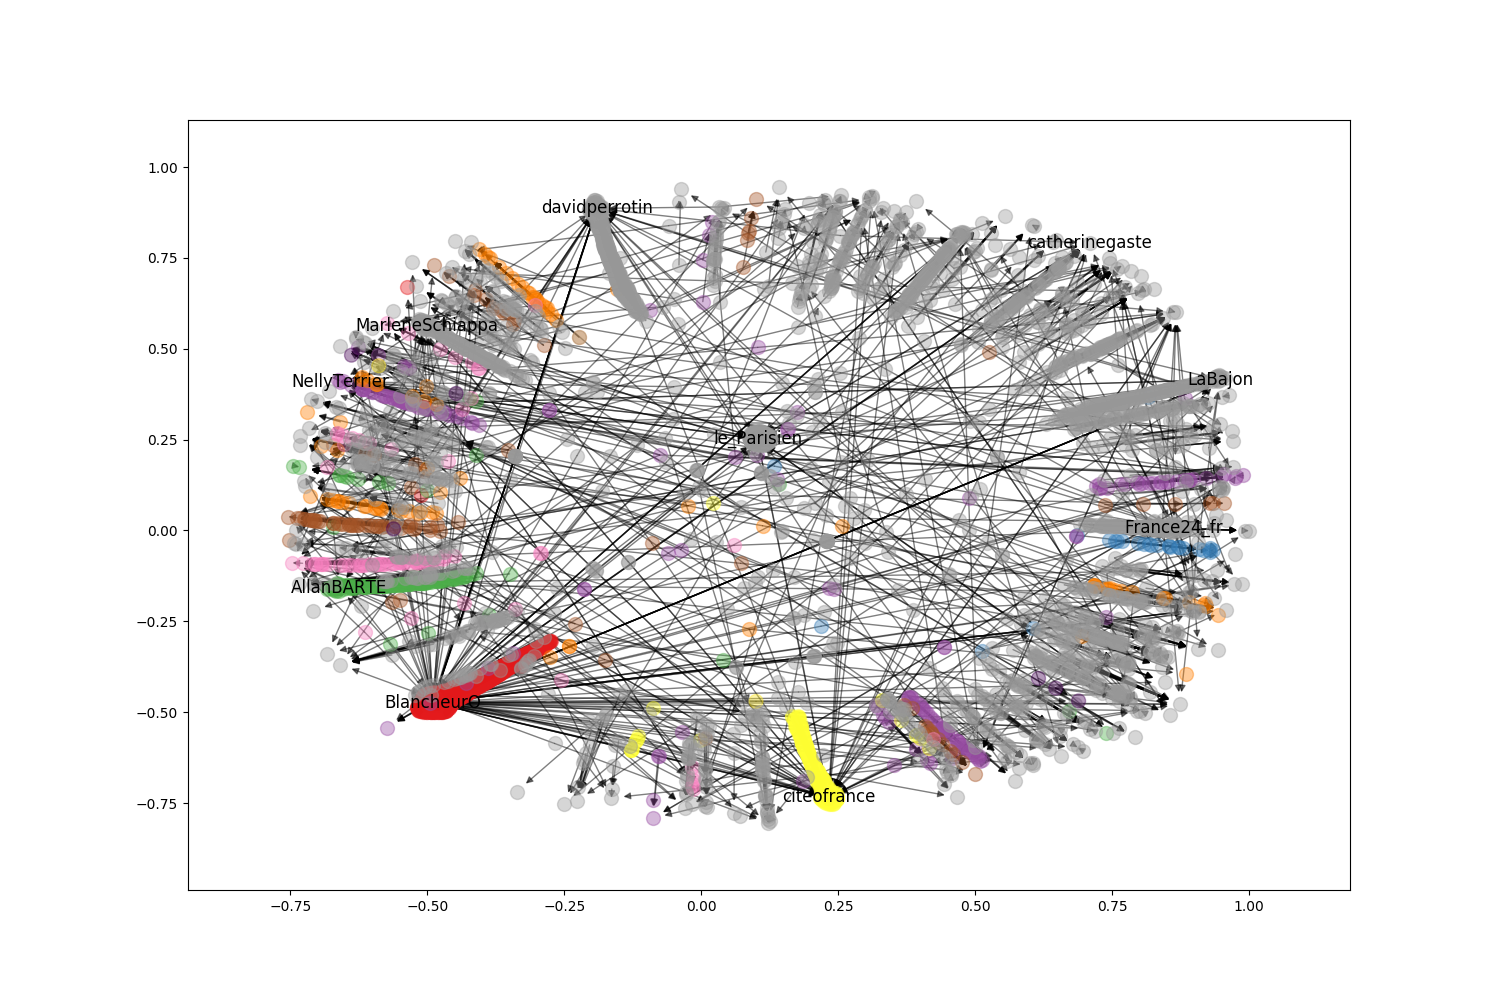 1.00
davidperrotin
catherinegaste
0.75
MarleneSchiappa
0.50
NellyTerrier
LaBajon
le_Parisien
0.25
France24_fr
0.00
AllanBARTE
−0.25
BlancheurO
−0.50
citeofrance
−0.75
−0.75 −0.50 −0.25 0.00 0.25 0.50 0.75 1.00